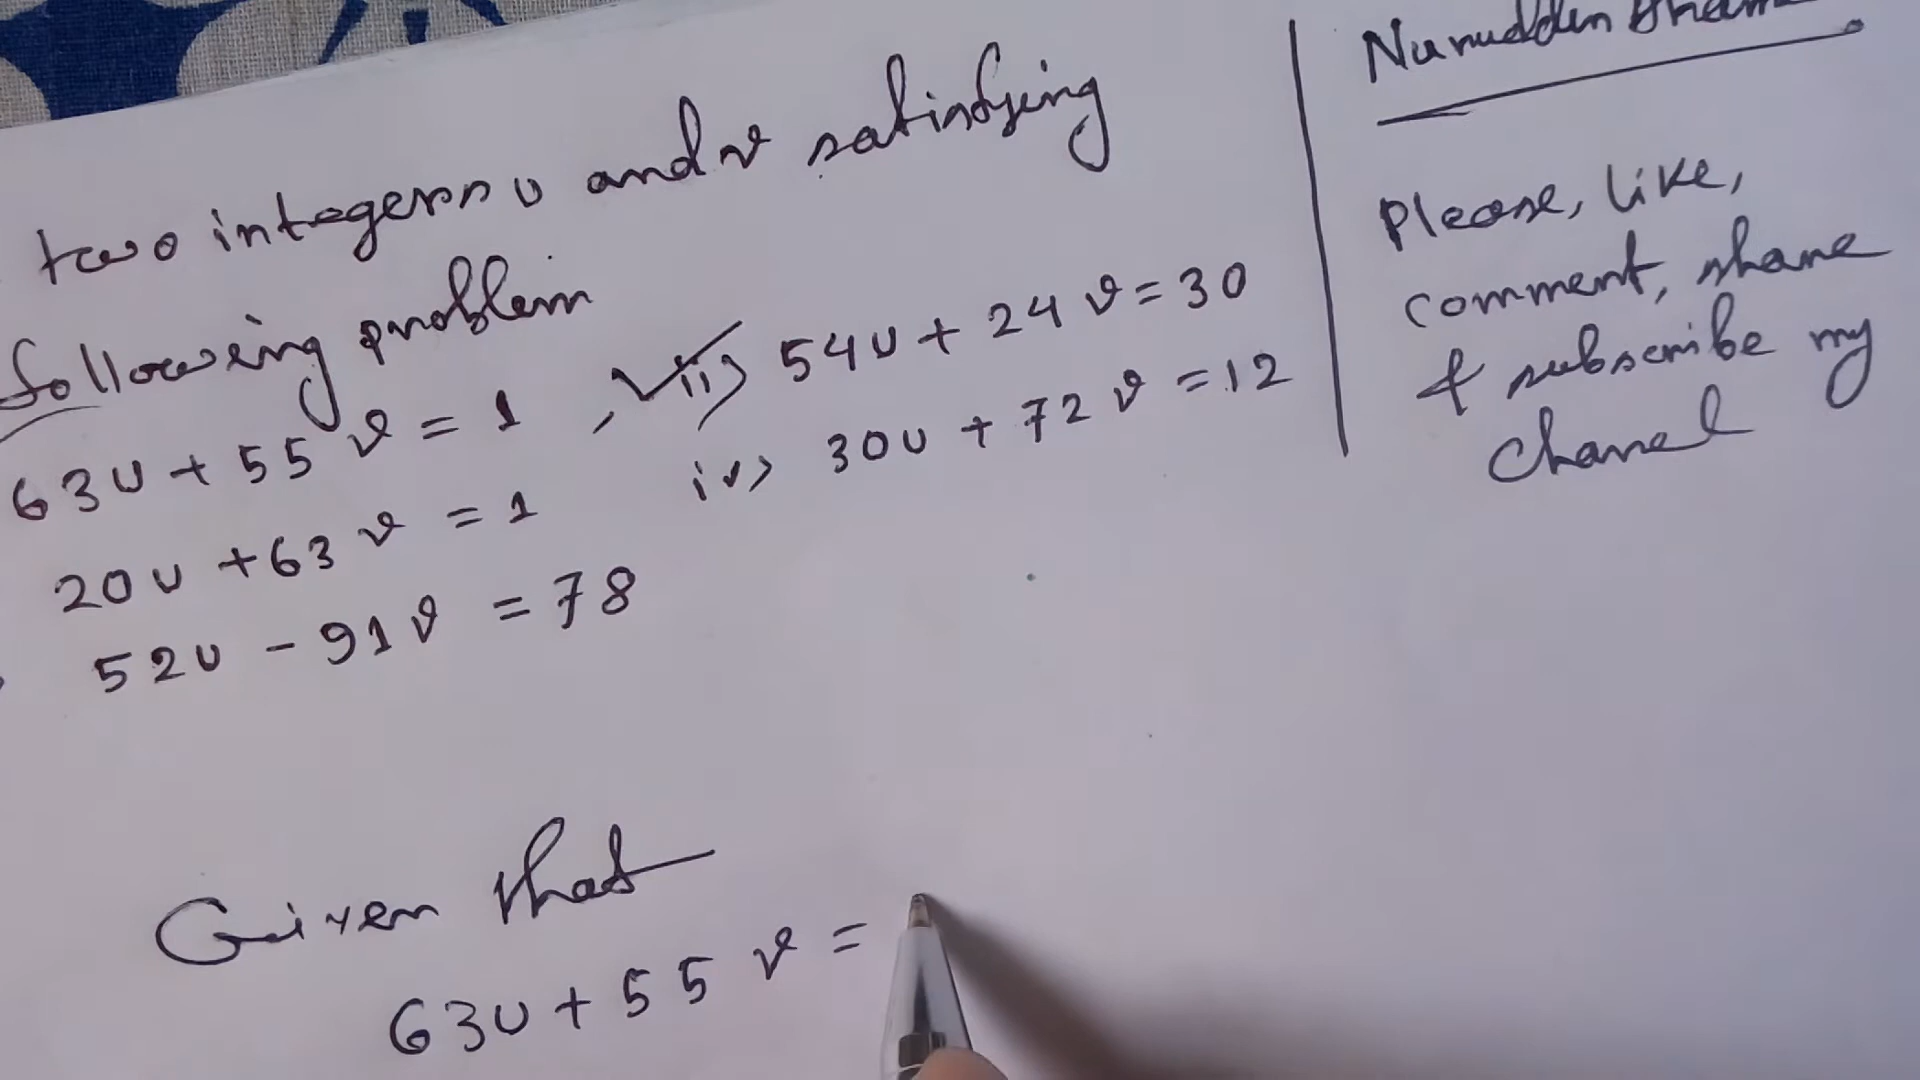 two integers u and v satisfying
following problem
63u + 55v = 1 , ii) 54u + 24v = 30
20u + 63v = 1 iv) 30u + 72v = 12
52u - 91v = 78
Given that
63u + 55v =
Please, like,
comment, share
& subscribe my
chanel